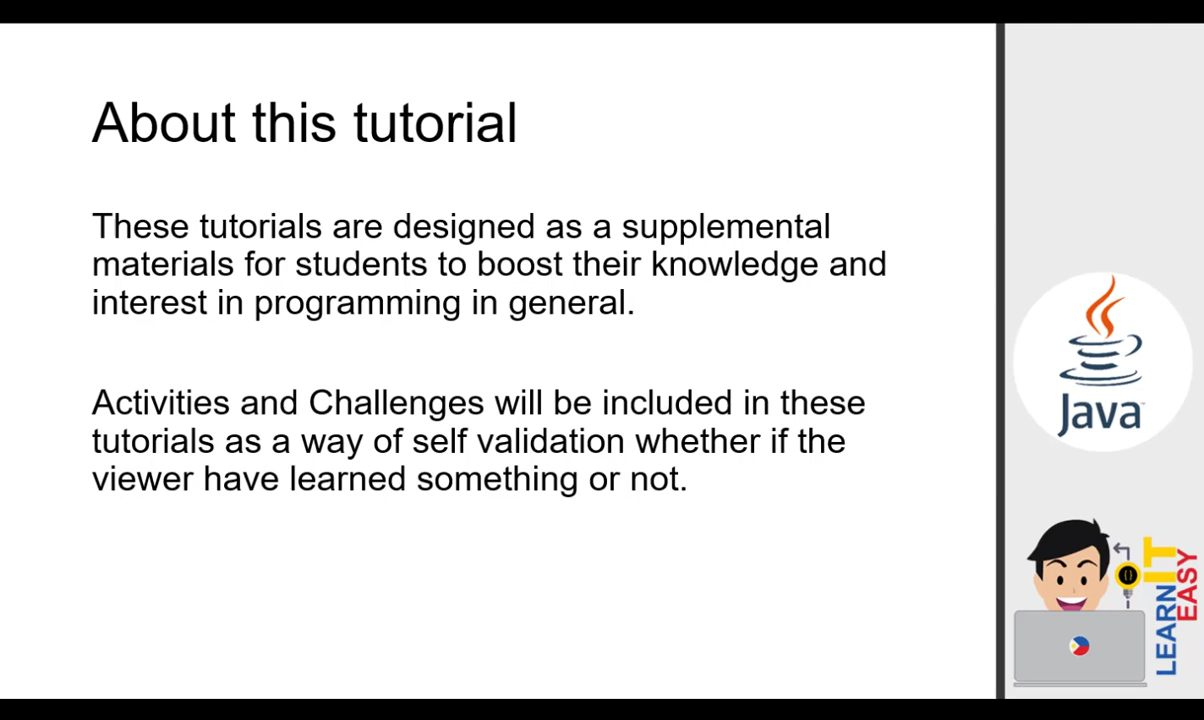 About this tutorial
These tutorials are designed as a supplemental
materials for students to boost their knowledge and
interest in programming in general.
Activities and Challenges will be included in these
tutorials as a way of self validation whether if the
viewer have learned something or not.
Java
LEARN IT
EASY